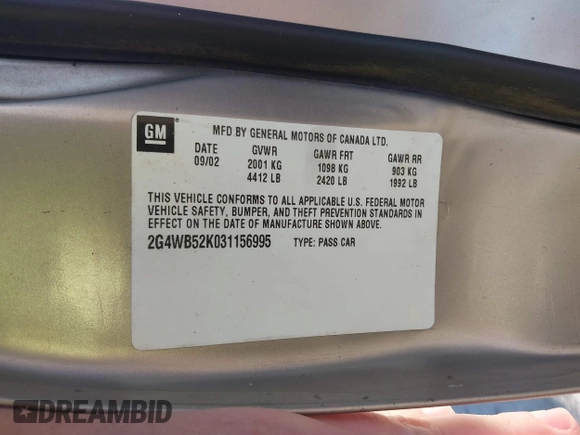 GM
MFD BY GENERAL MOTORS OF CANADA LTD.
DATE GVWR GAWR FRT GAWR RR
09/02 2001 KG 1098 KG 903 KG
4412 LB 2420 LB 1992 LB
THIS VEHICLE CONFORMS TO ALL APPLICABLE U.S. FEDERAL MOTOR
VEHICLE SAFETY, BUMPER, AND THEFT PREVENTION STANDARDS IN
EFFECT ON THE DATE OF MANUFACTURE SHOWN ABOVE.
2G4WB52K031156995 TYPE: PASS CAR
DREAMBID